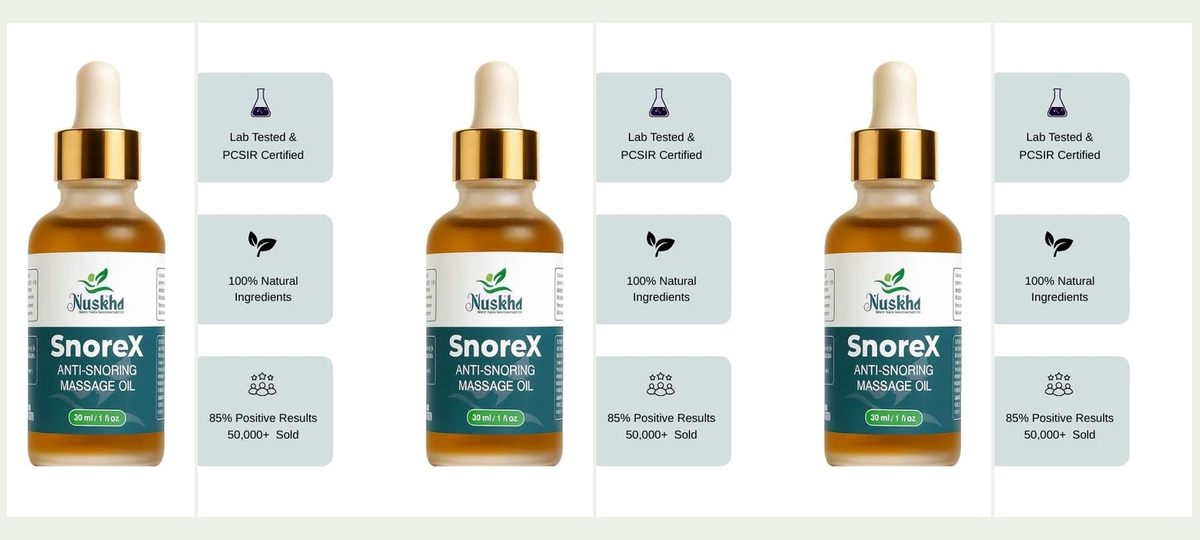 Lab Tested &
PCSIR Certified
100% Natural
Ingredients
85% Positive Results
50,000+ Sold
Nuskha
SnoreX
ANTI-SNORING
MASSAGE OIL
30 ml / 1 fl oz
Lab Tested &
PCSIR Certified
100% Natural
Ingredients
85% Positive Results
50,000+ Sold
Nuskha
SnoreX
ANTI-SNORING
MASSAGE OIL
30 ml / 1 fl oz
Lab Tested &
PCSIR Certified
100% Natural
Ingredients
85% Positive Results
50,000+ Sold
Nuskha
SnoreX
ANTI-SNORING
MASSAGE OIL
30 ml / 1 fl oz